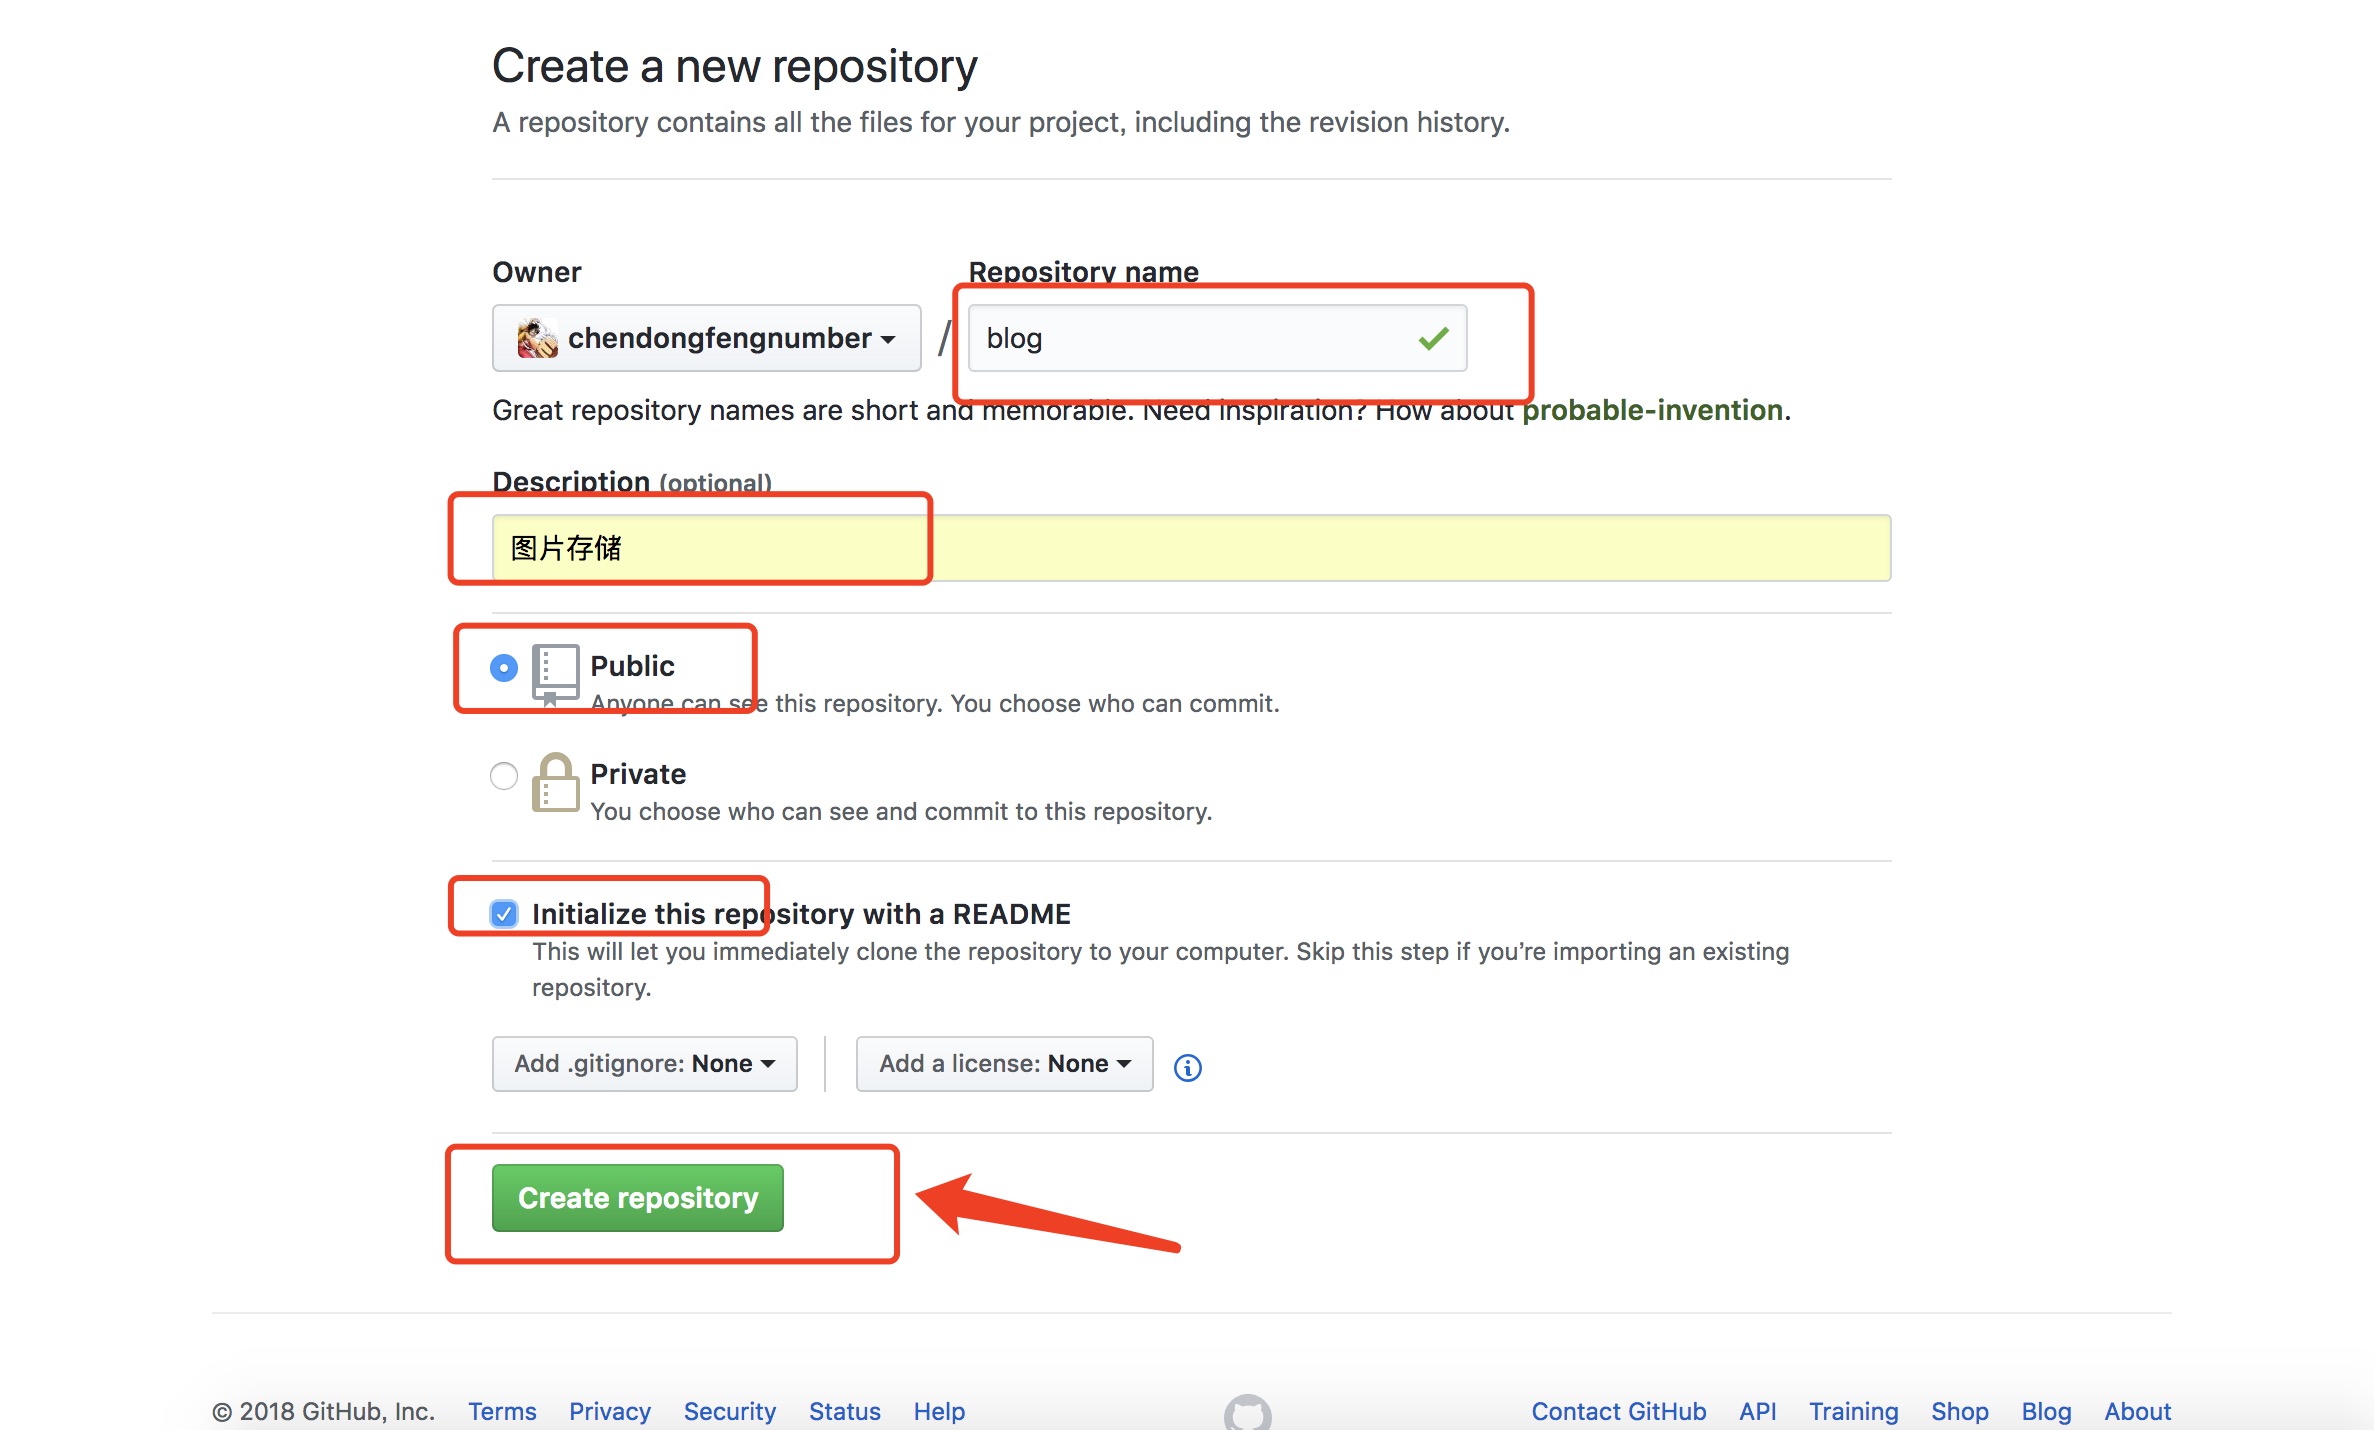 Create a new repository
A repository contains all the files for your project, including the revision history.
Owner
Repository name
chendongfengnumber
/
blog
Great repository names are short and memorable. Need inspiration? How about probable-invention.
Description (optional)
图片存储
Public
Anyone can see this repository. You choose who can commit.
Private
You choose who can see and commit to this repository.
Initialize this repository with a README
This will let you immediately clone the repository to your computer. Skip this step if you’re importing an existing
repository.
Add .gitignore: None
Add a license: None
Create repository
© 2018 GitHub, Inc. Terms Privacy Security Status Help
Contact GitHub API Training Shop Blog About